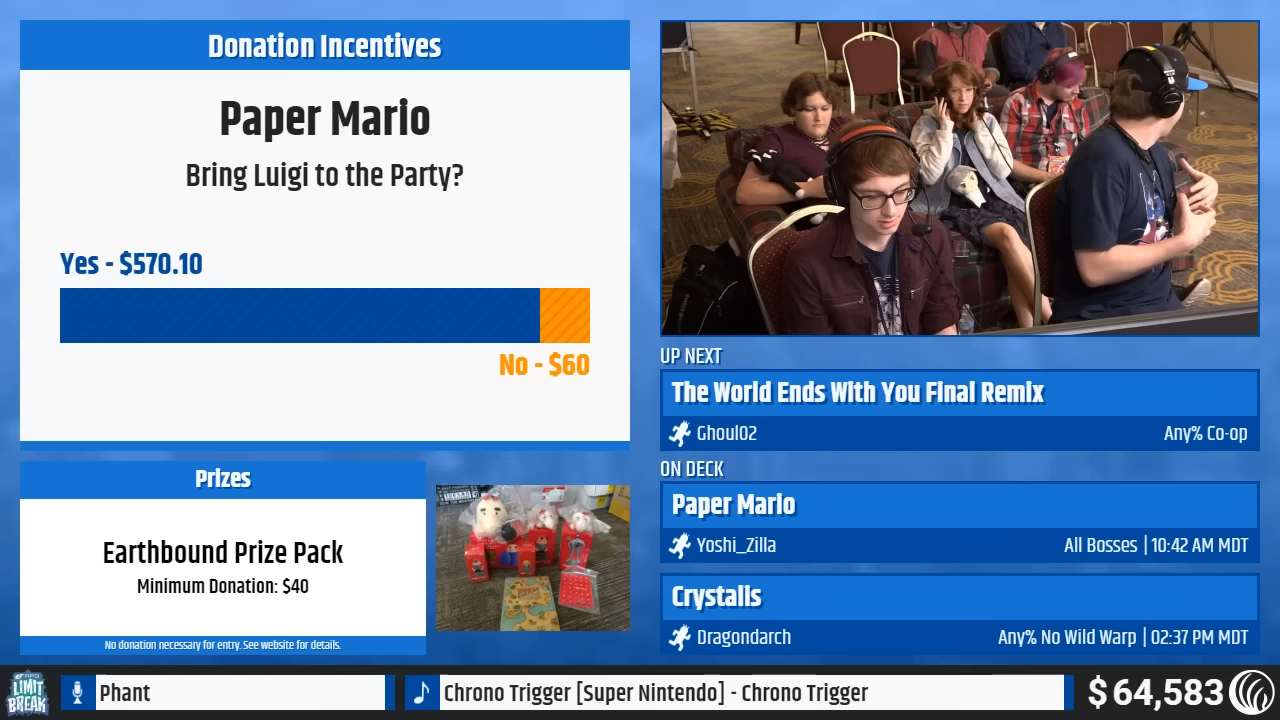 Donation Incentives
Paper Mario
Bring Luigi to the Party?
Yes - $570.10
No - $60
Prizes
Earthbound Prize Pack
Minimum Donation: $40
No donation necessary for entry. See website for details.
UP NEXT
The World Ends With You Final Remix
Ghoul02
Any% Co-op
ON DECK
Paper Mario
Yoshi_Zilla
All Bosses | 10:42 AM MDT
Crystalis
Dragondarch
Any% No Wild Warp | 02:37 PM MDT
RPG
LIMIT
BREAK
Phant
Chrono Trigger [Super Nintendo] - Chrono Trigger
$64,583